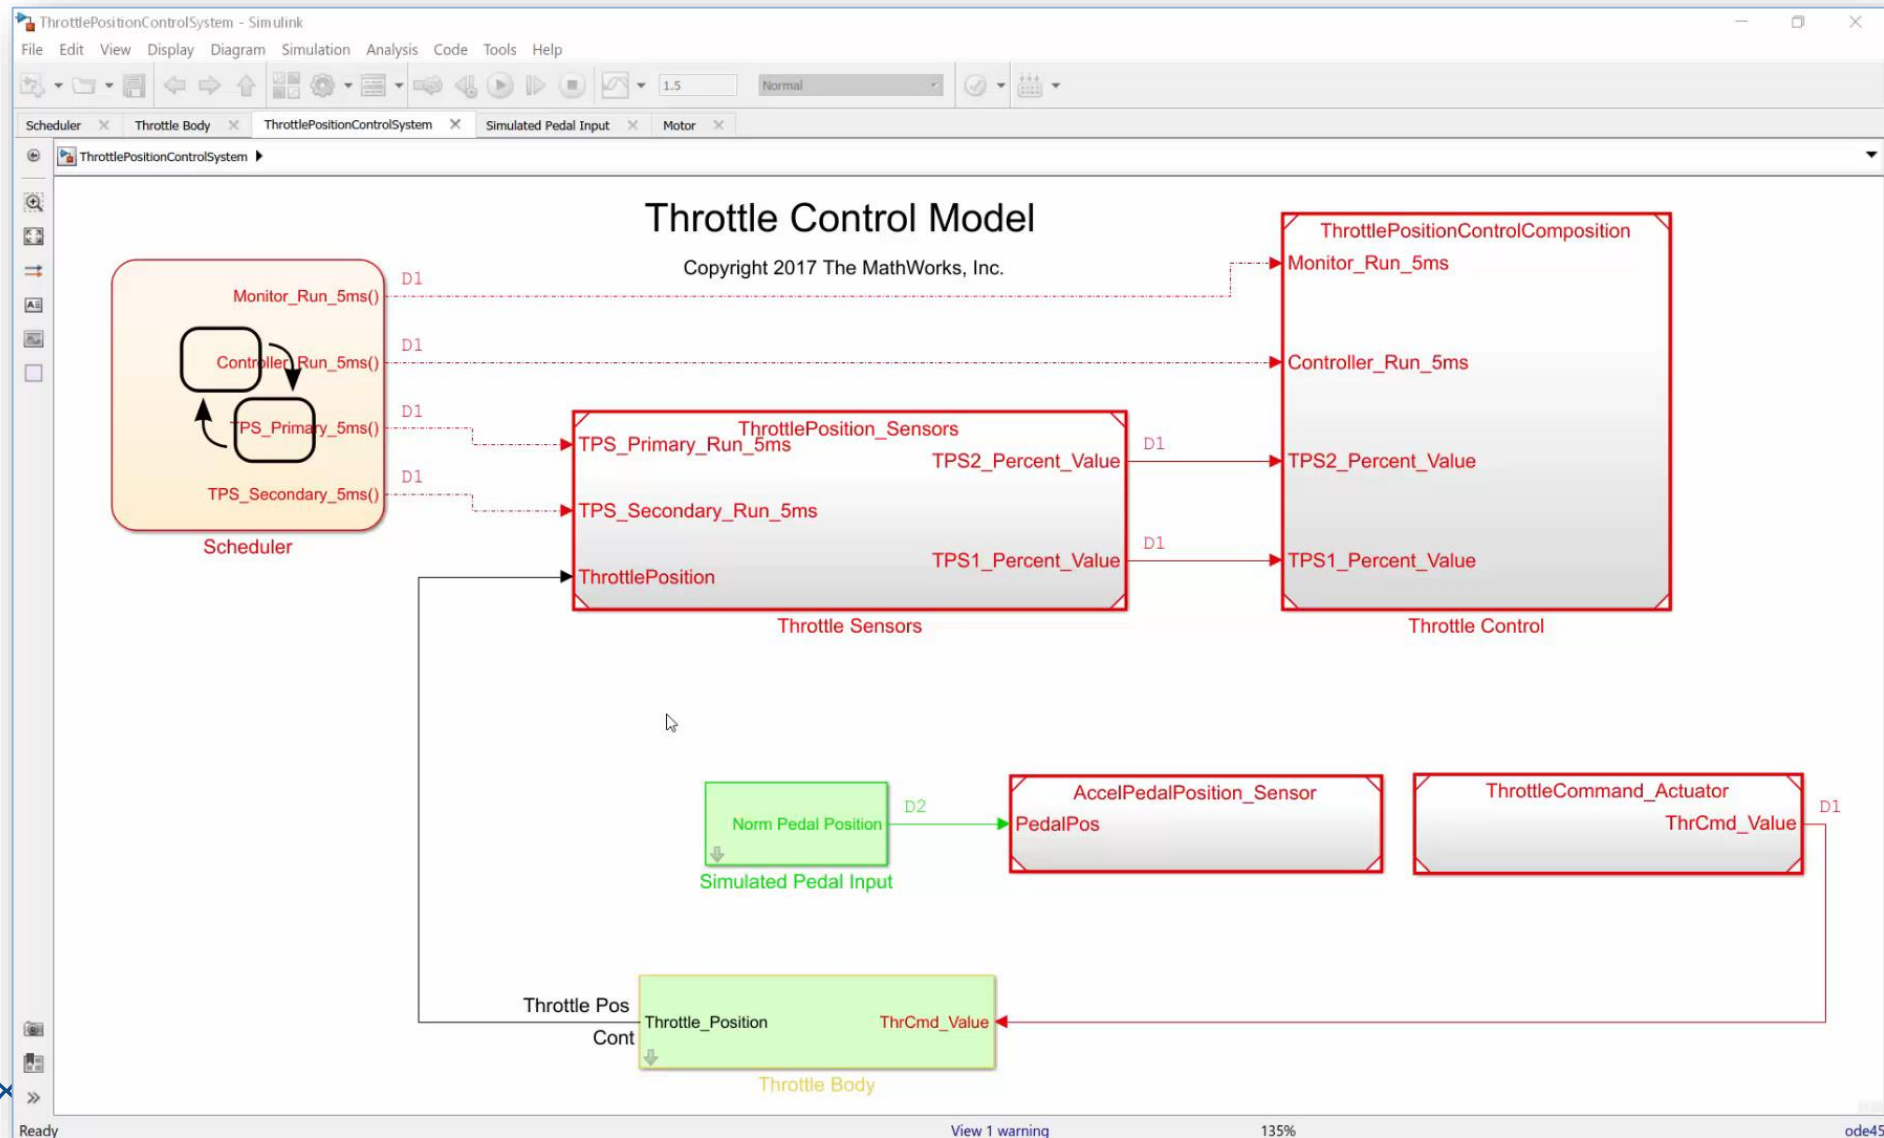 ThrottlePositionControlSystem - Simulink
File Edit View Display Diagram Simulation Analysis Code Tools Help
1.5 Normal
Scheduler Throttle Body ThrottlePositionControlSystem Simulated Pedal Input Motor
ThrottlePositionControlSystem
Throttle Control Model
Copyright 2017 The MathWorks, Inc.
Monitor_Run_5ms()
D1
Controller_Run_5ms()
D1
TPS_Primary_5ms()
D1
TPS_Secondary_5ms()
D1
Scheduler
ThrottlePosition_Sensors
TPS_Primary_Run_5ms
TPS2_Percent_Value
D1
TPS_Secondary_Run_5ms
TPS1_Percent_Value
D1
ThrottlePosition
Throttle Sensors
ThrottlePositionControlComposition
Monitor_Run_5ms
Controller_Run_5ms
TPS2_Percent_Value
TPS1_Percent_Value
Throttle Control
Norm Pedal Position
D2
Simulated Pedal Input
AccelPedalPosition_Sensor
PedalPos
ThrottleCommand_Actuator
ThrCmd_Value
D1
Throttle Pos
Cont
Throttle_Position
ThrCmd_Value
Throttle Body
Ready View 1 warning 135% ode45